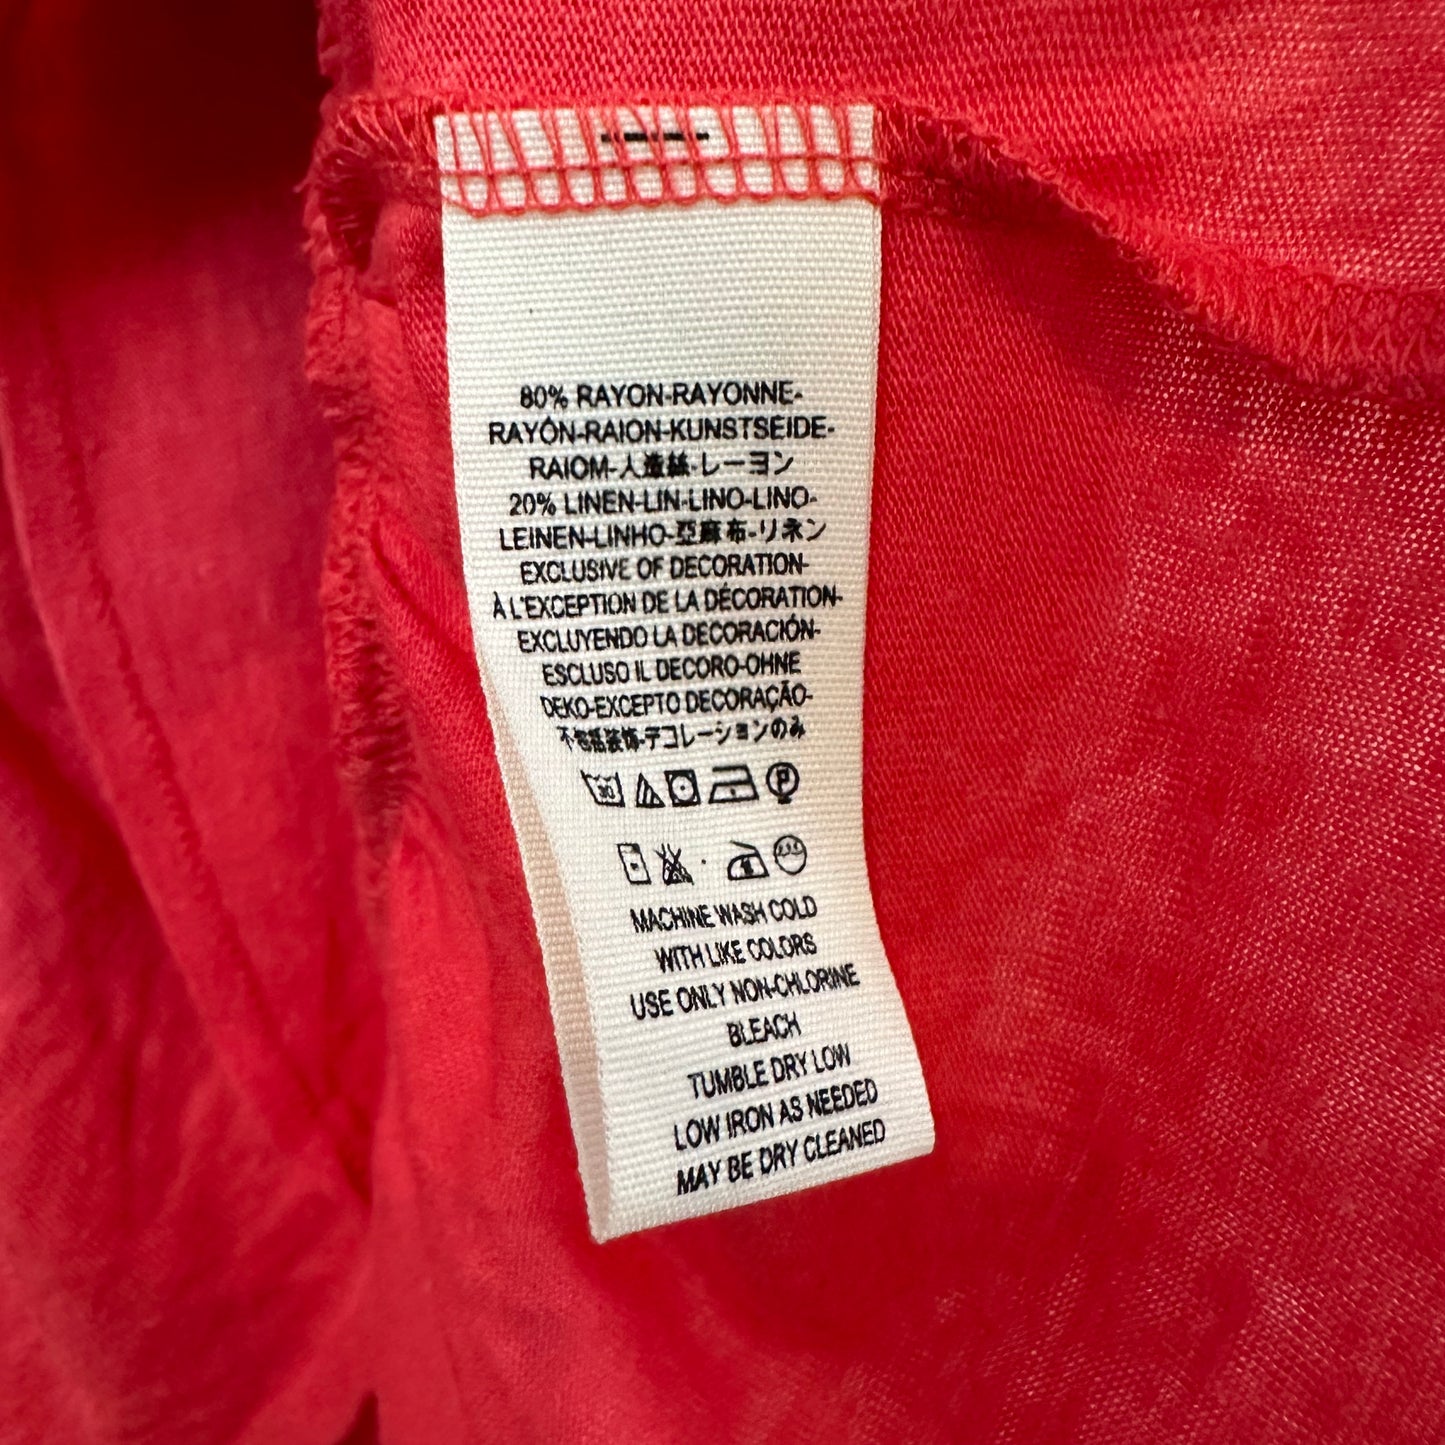 80% RAYON-RAYONNE-
RAYÓN-RAION-KUNSTSEIDE-
RAIOM-人造絲-レーヨン
20% LINEN-LIN-LINO-LINO-
LEINEN-LINHO-亞麻布-リネン
EXCLUSIVE OF DECORATION-
À L'EXCEPTION DE LA DÉCORATION-
EXCLUYENDO LA DECORACIÓN-
ESCLUSO IL DECORO-OHNE
DEKO-EXCEPTO DECORAÇÃO-
不包括装饰-デコレーションのみ
30
P
MACHINE WASH COLD
WITH LIKE COLORS
USE ONLY NON-CHLORINE
BLEACH
TUMBLE DRY LOW
LOW IRON AS NEEDED
MAY BE DRY CLEANED